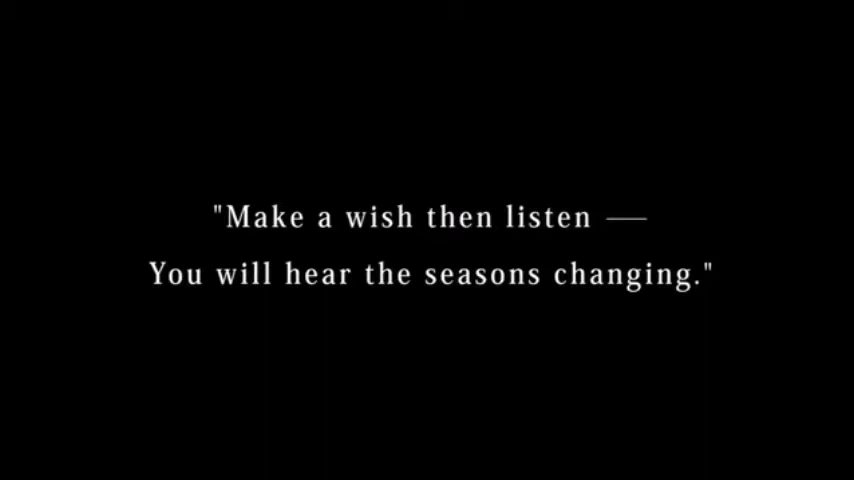 "Make a wish then listen —
You will hear the seasons changing."